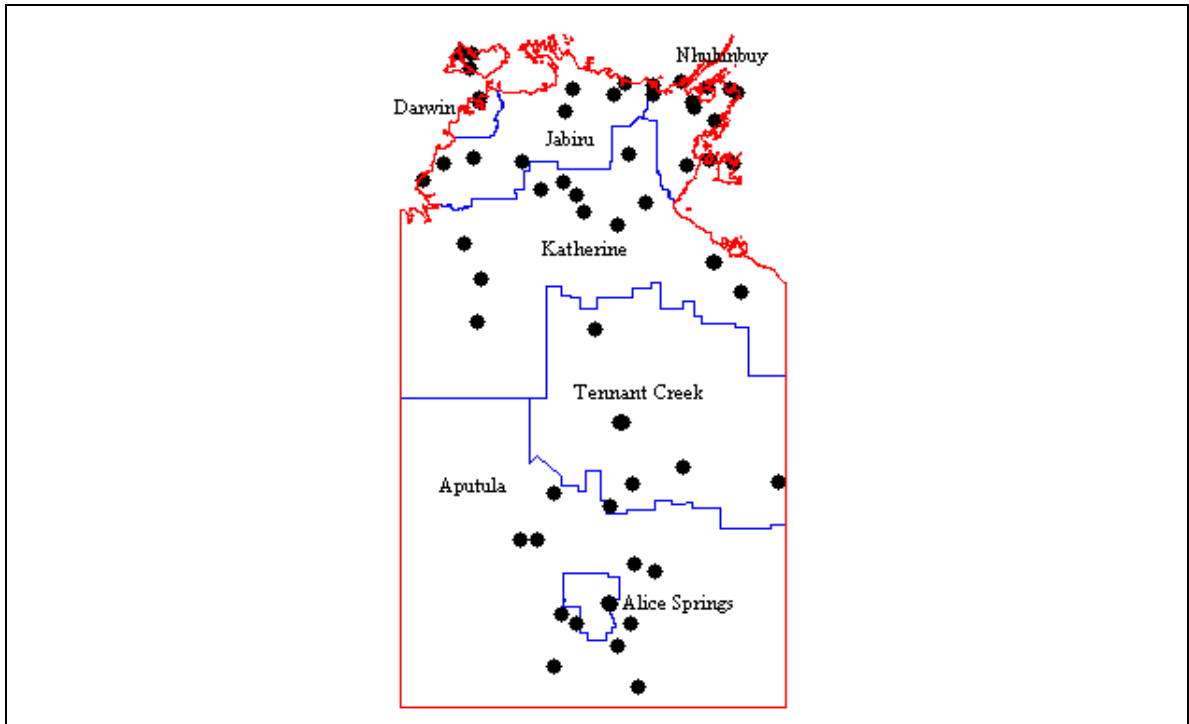 Nhulunbuy
Darwin
Jabiru
Katherine
Tennant Creek
Aputula
Alice Springs